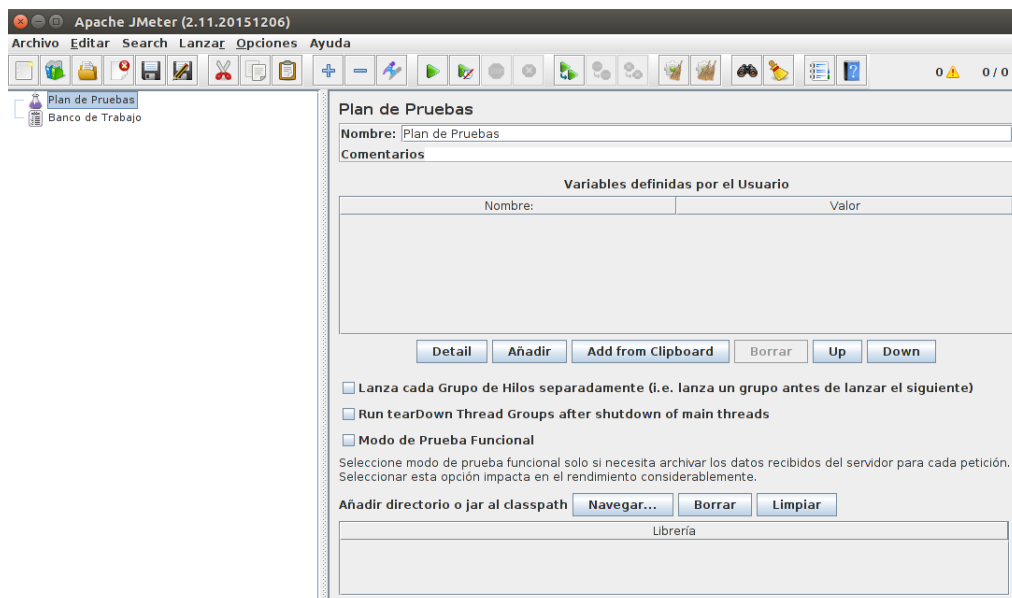 Apache JMeter (2.11.20151206)
Archivo Editar Search Lanzar Opciones Ayuda
0 0 / 0
Plan de Pruebas
Banco de Trabajo
Plan de Pruebas
Nombre: Plan de Pruebas
Comentarios
Variables definidas por el Usuario
Nombre: Valor
Detail Añadir Add from Clipboard Borrar Up Down
Lanza cada Grupo de Hilos separadamente (i.e. lanza un grupo antes de lanzar el siguiente)
Run tearDown Thread Groups after shutdown of main threads
Modo de Prueba Funcional
Seleccione modo de prueba funcional solo si necesita archivar los datos recibidos del servidor para cada petición.
Seleccionar esta opción impacta en el rendimiento considerablemente.
Añadir directorio o jar al classpath Navegar... Borrar Limpiar
Librería